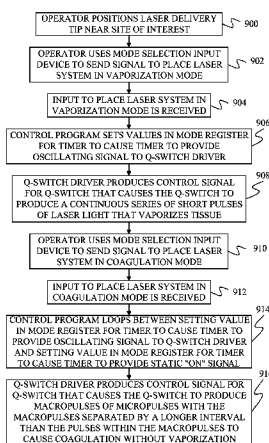 OPERATOR POSITIONS LASER DELIVERY
TIP NEAR SITE OF INTEREST
900
OPERATOR USES MODE SELECTION INPUT
DEVICE TO SEND SIGNAL TO PLACE LASER
SYSTEM IN VAPORIZATION MODE
902
INPUT TO PLACE LASER SYSTEM IN
VAPORIZATION MODE IS RECEIVED
904
CONTROL PROGRAM SETS VALUES IN MODE REGISTER
FOR TIMER TO CAUSE TIMER TO PROVIDE
OSCILLATING SIGNAL TO Q-SWITCH DRIVER
906
Q-SWITCH DRIVER PRODUCES CONTROL SIGNAL
FOR Q-SWITCH THAT CAUSES THE Q-SWITCH TO
PRODUCE A CONTINUOUS SERIES OF SHORT PULSES
OF LASER LIGHT THAT VAPORIZES TISSUE
908
OPERATOR USES MODE SELECTION INPUT
DEVICE TO SEND SIGNAL TO PLACE LASER
SYSTEM IN COAGULATION MODE
910
INPUT TO PLACE LASER SYSTEM IN
COAGULATION MODE IS RECEIVED
912
CONTROL PROGRAM LOOPS BETWEEN SETTING VALUE
IN MODE REGISTER FOR TIMER TO CAUSE TIMER TO
PROVIDE OSCILLATING SIGNAL TO Q-SWITCH DRIVER
AND SETTING VALUE IN MODE REGISTER FOR TIMER
TO CAUSE TIMER TO PROVIDE STATIC "ON" SIGNAL
914
Q-SWITCH DRIVER PRODUCES CONTROL SIGNAL FOR
Q-SWITCH THAT CAUSES THE Q-SWITCH TO PRODUCE
MACROPULSES OF MICROPULSES WITH THE
MACROPULSES SEPARATED BY A LONGER INTERVAL
THAN THE PULSES WITHIN THE MACROPULSES TO
CAUSE COAGULATION WITHOUT VAPORIZATION